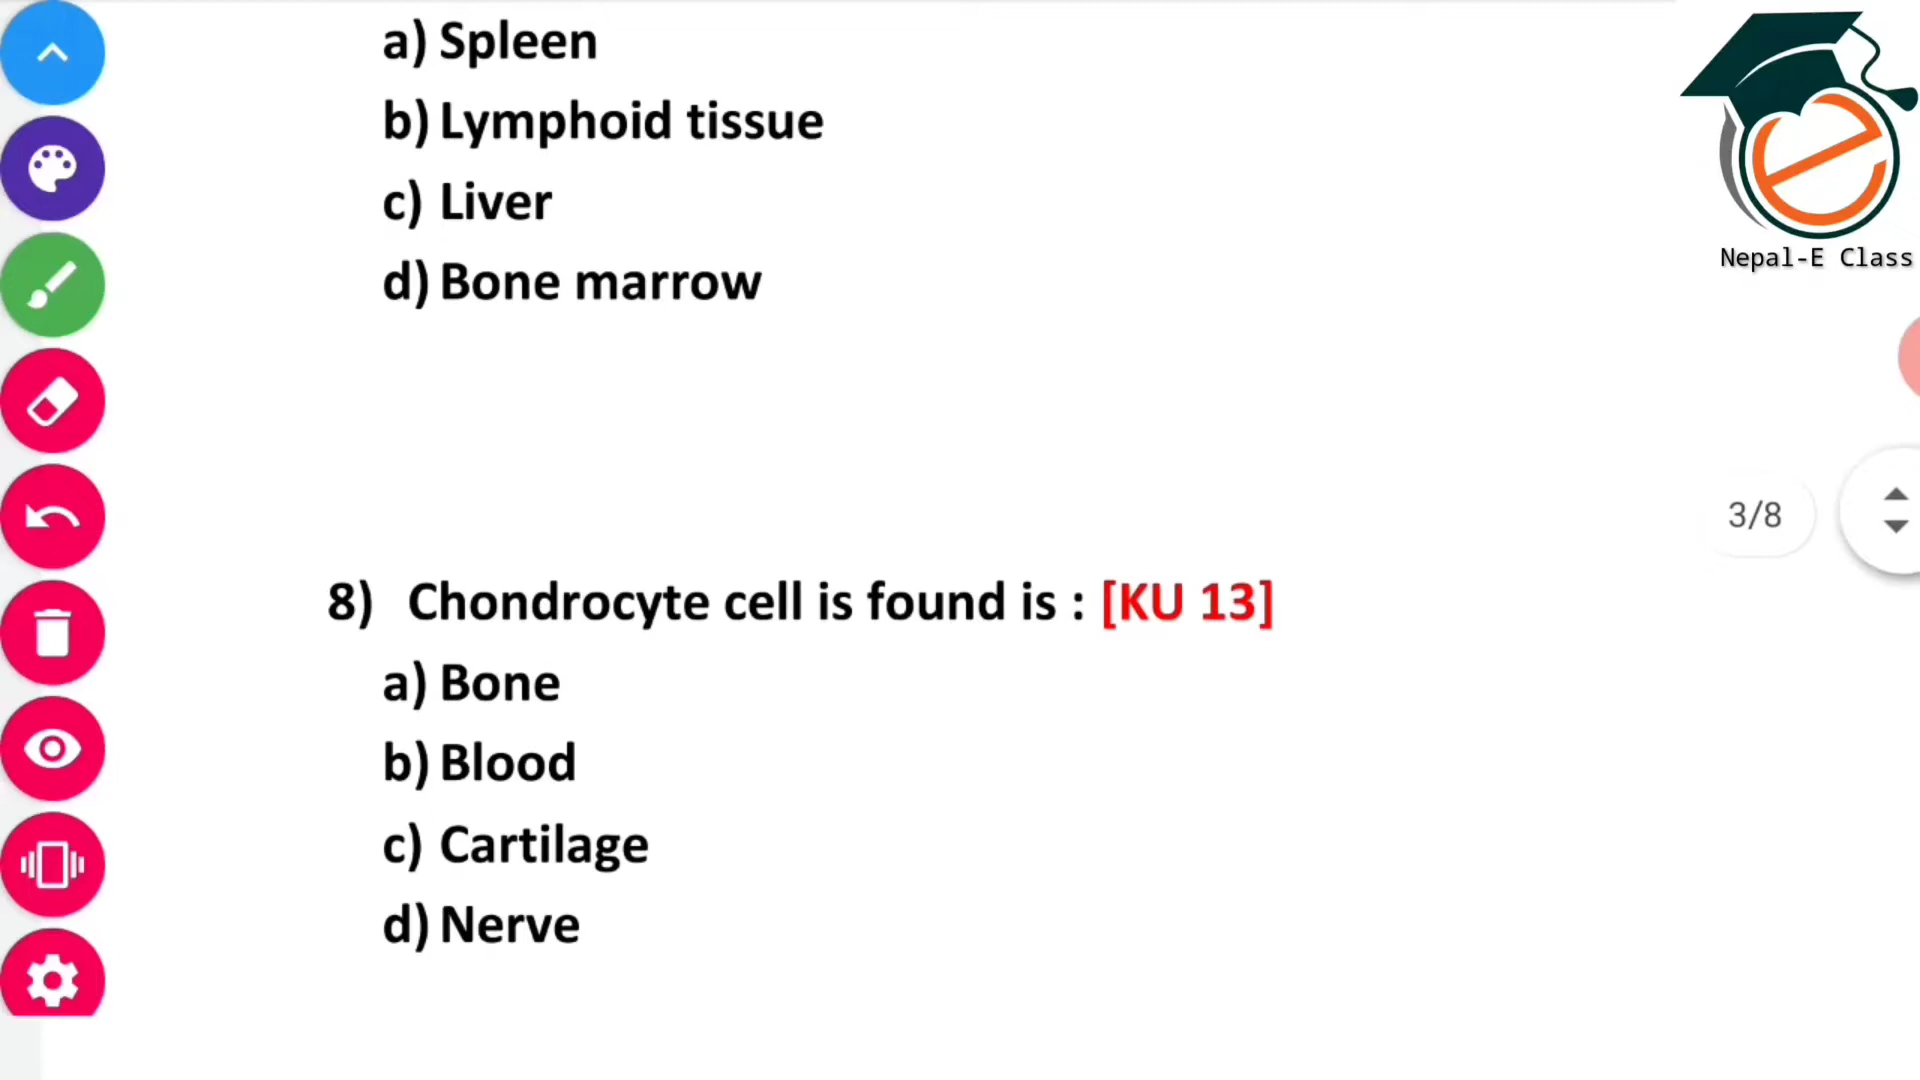 a) Spleen
b) Lymphoid tissue
c) Liver
d) Bone marrow
Nepal-E Class
3/8
8) Chondrocyte cell is found is : [KU 13]
a) Bone
b) Blood
c) Cartilage
d) Nerve